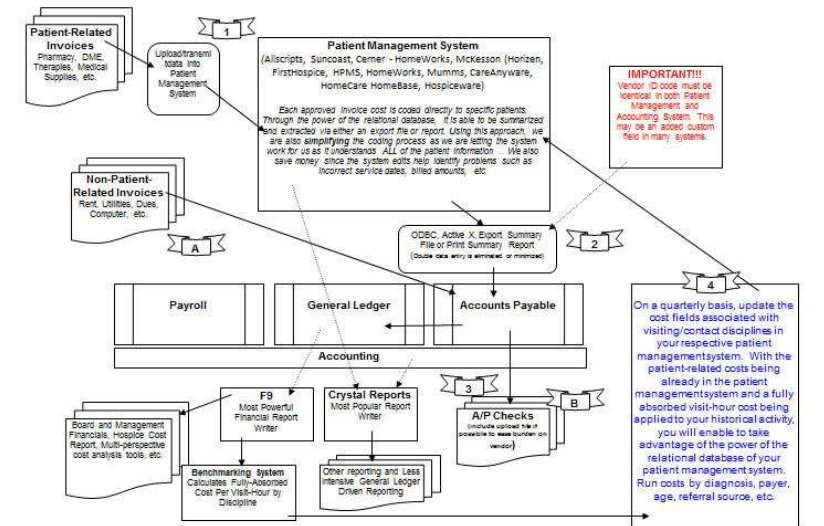 Patient-Related
Invoices
Pharmacy, DME,
Therapies, Medical
Supplies, etc.
1
Upload/transmi
tdata into
Patient
Management
System
Patient Management System
(Allscripts, Suncoast, Cerner - HomeWorks, McKesson (Horizen,
FirstHospice, HPMS, HomeWorks, Mumms, CareAnyware,
HomeCare HomeBase, Hospiceware)
Each approved invoice cost is coded directly to specific patients.
Through the power of the relational database, it is able to be summarized
and extracted via either an export file or report. Using this approach, we
are also simplifying the coding process as we are letting the system
work for us as it understands ALL of the patient information . We also
save money since the system edits help identify problems such as
incorrect service dates, billed amounts, etc.
IMPORTANT!!!
Vendor ID code must be
identical in both Patient
Management and
Accounting System. This
may be an added custom
field in many systems.
Non-Patient-
Related Invoices
Rent, Utilities, Dues,
Computer, etc.
A
ODBC, Active X, Export Summary
File or Print Summary Report
(Double data entry is eliminated or minimized)
2
Payroll
General Ledger
Accounts Payable
Accounting
4
On a quarterly basis, update the
cost fields associated with
visiting/contact disciplines in
your respective patient
managementsystem. With the
patient-related costs being
already in the patient
managementsystem and a fully
absorbed visit-hour cost being
applied to your historical activity,
you will enable to take
advantage of the power of the
relational database of your
patient management system.
Run costs by diagnosis, payer,
age, referral source, etc.
F9
Most Powerful
Financial Report
Writer
Crystal Reports
Most Popular Report
Writer
3
B
A/P Checks
(include upload file if
possible to ease burden on
vendor)
Board and Management
Financials, Hospice Cost
Report, Multi-perspective
cost analysis tools, etc.
Benchmarking System
Calculates Fully-Absorbed
Cost Per Visit-Hour by
Discipline
Other reporting and Less
Intensive General Ledger
Driven Reporting